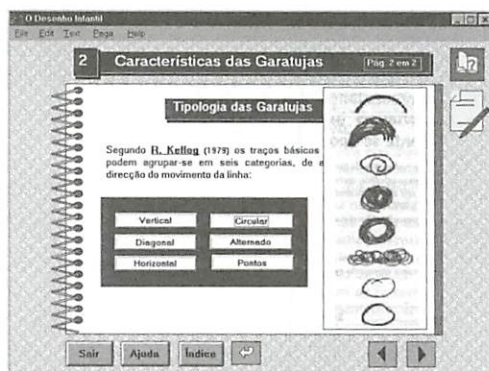 O Desenho Infantil
File Edit Text Page Help
2 Características das Garatujas Pág. 2 em 2
Tipologia das Garatujas
Segundo R. Kellog (1979) os traços básicos
podem agrupar-se em seis categorias, de a
direcção do movimento da linha:
Vertical Circular
Diagonal Alternado
Horizontal Pontos
Sair Ajuda Índice